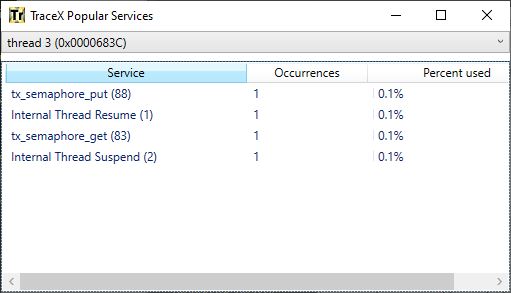 Tr TraceX Popular Services
thread 3 (0x0000683C)
Service Occurrences Percent used
tx_semaphore_put (88) 1 0.1%
Internal Thread Resume (1) 1 0.1%
tx_semaphore_get (83) 1 0.1%
Internal Thread Suspend (2) 1 0.1%